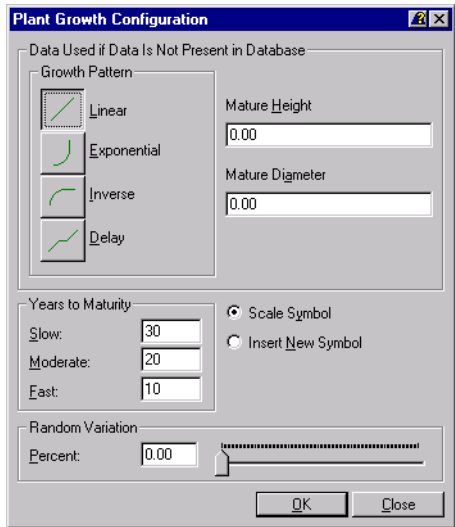 Plant Growth Configuration
Data Used if Data Is Not Present in Database
Growth Pattern
Linear
Exponential
Inverse
Delay
Mature Height
0.00
Mature Diameter
0.00
Years to Maturity
Slow: 30
Moderate: 20
Fast: 10
Scale Symbol
Insert New Symbol
Random Variation
Percent: 0.00
OK Close